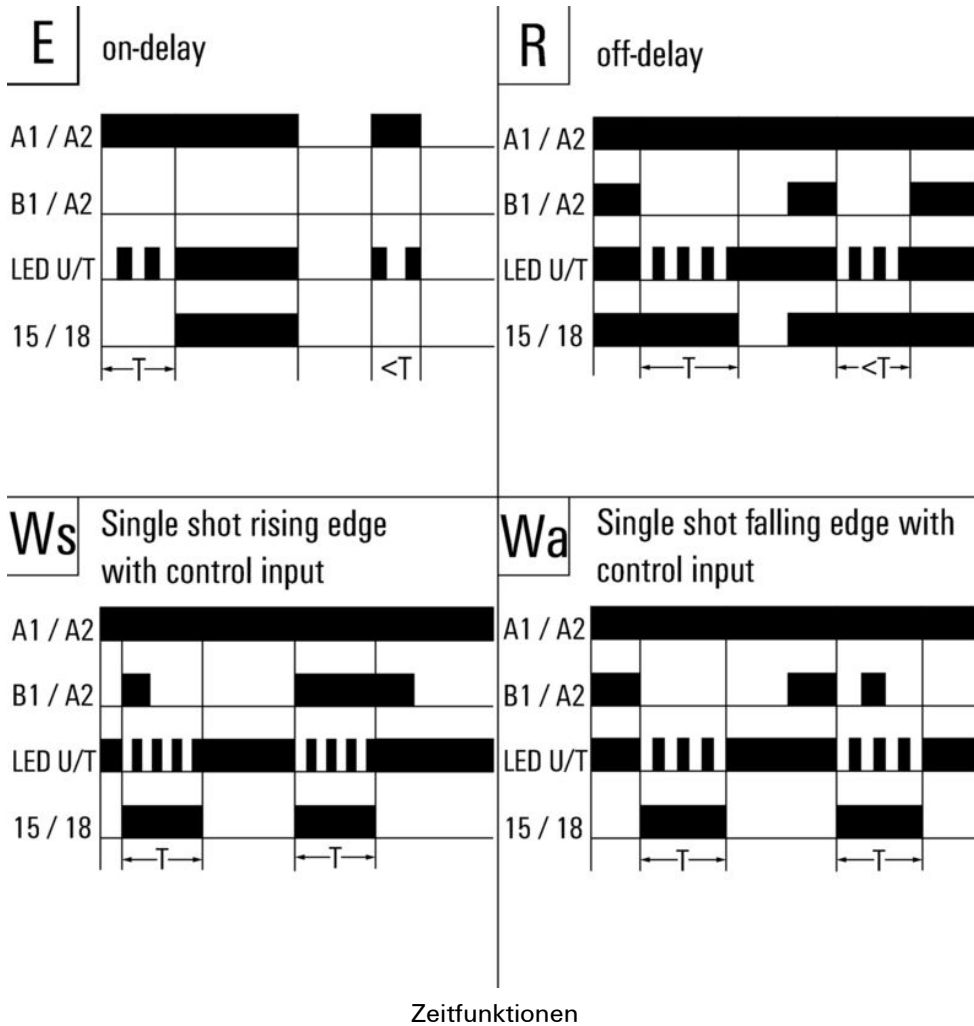 E
on-delay
A1 / A2
B1 / A2
LED U/T
15 / 18
T
<T
R
off-delay
A1 / A2
B1 / A2
LED U/T
15 / 18
T
<T
Ws
Single shot rising edge
with control input
A1 / A2
B1 / A2
LED U/T
15 / 18
T
T
Wa
Single shot falling edge with
control input
A1 / A2
B1 / A2
LED U/T
15 / 18
T
T
Zeitfunktionen